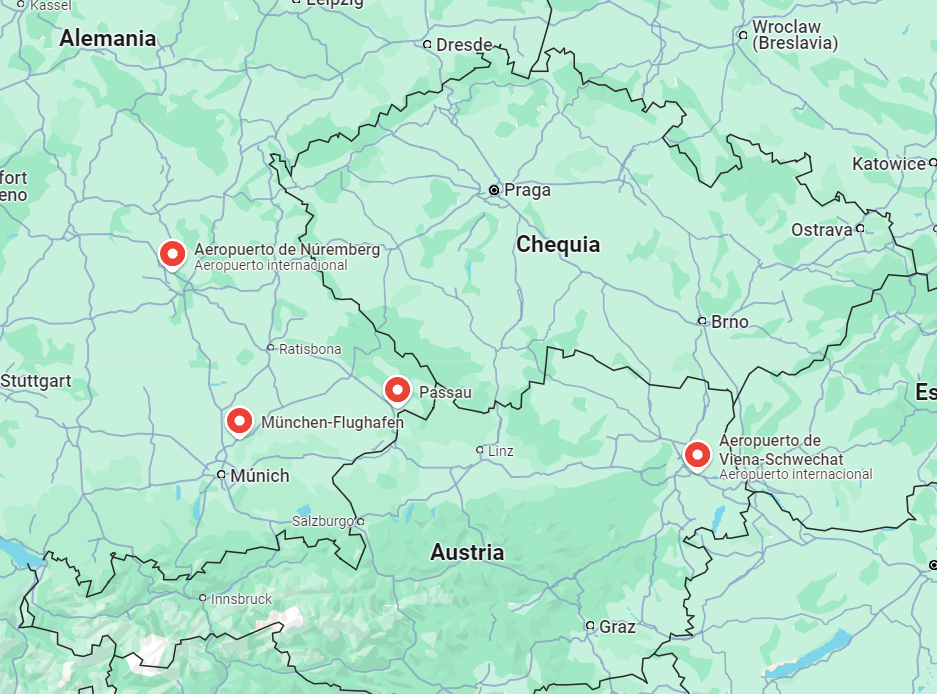 Kassel
Leipzig
Alemania
Dresde
Wroclaw
(Breslavia)
Katowice
fort
eno
Praga
Ostrava
Chequia
Aeropuerto de Núremberg
Aeropuerto internacional
Brno
Ratisbona
Stuttgart
Passau
Es
München-Flughafen
Aeropuerto de
Viena-Schwechat
Aeropuerto internacional
Linz
Múnich
Salzburgo
Austria
Innsbruck
Graz